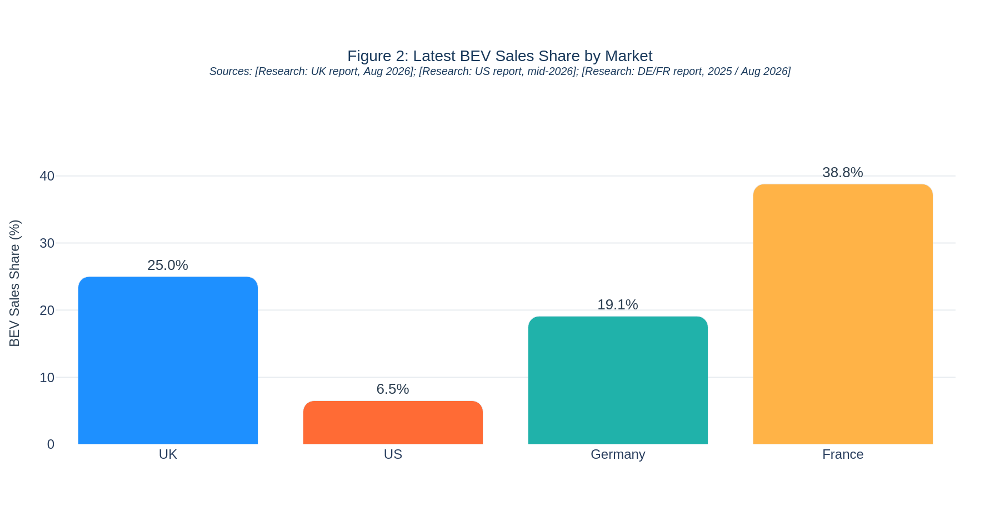 Figure 2: Latest BEV Sales Share by Market
Sources: [Research: UK report, Aug 2026]; [Research: US report, mid-2026]; [Research: DE/FR report, 2025 / Aug 2026]
BEV Sales Share (%)
40
30
20
10
0
25.0%
6.5%
19.1%
38.8%
UK
US
Germany
France